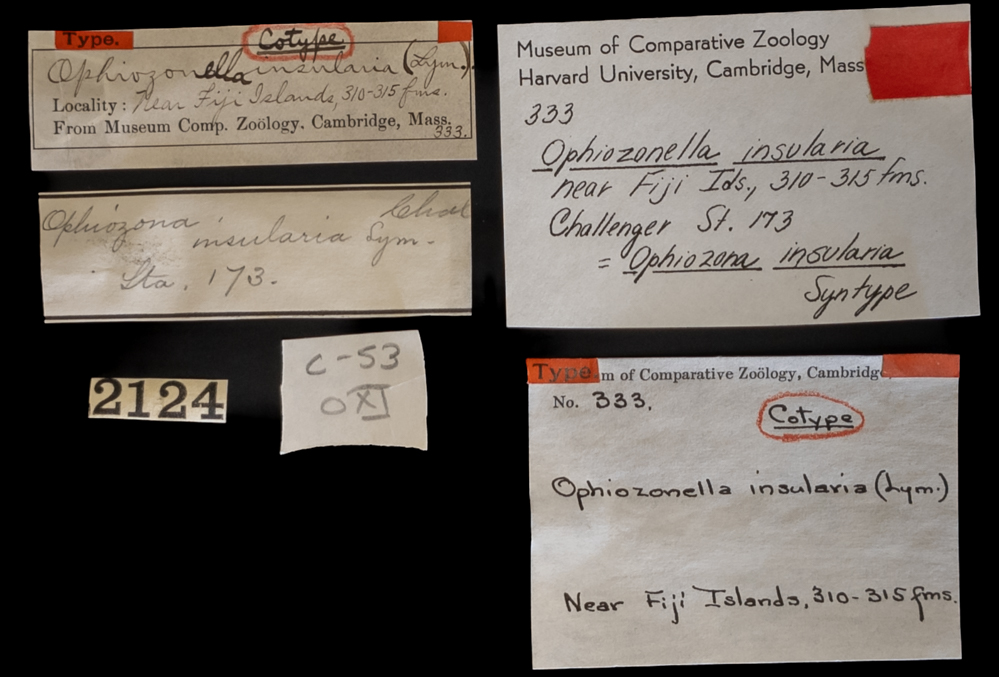 Type. Cotype
Ophiozonella insularia (Lym.)
Locality: Near Fiji Islands, 310-315 fms.
From Museum Comp. Zoölogy. Cambridge, Mass.
333.
Ophiozona Chal
insularia Lym-
Sta. 173.
2124
C-53
O XI
Museum of Comparative Zoology
Harvard University, Cambridge, Mass
333
Ophiozonella insularia
near Fiji Ids., 310-315 fms.
Challenger St. 173
= Ophiozona insularia
Syntype
Type m of Comparative Zoölogy, Cambridge,
No. 333.
Cotype
Ophiozonella insularia (Lym.)
Near Fiji Islands, 310-315 fms.